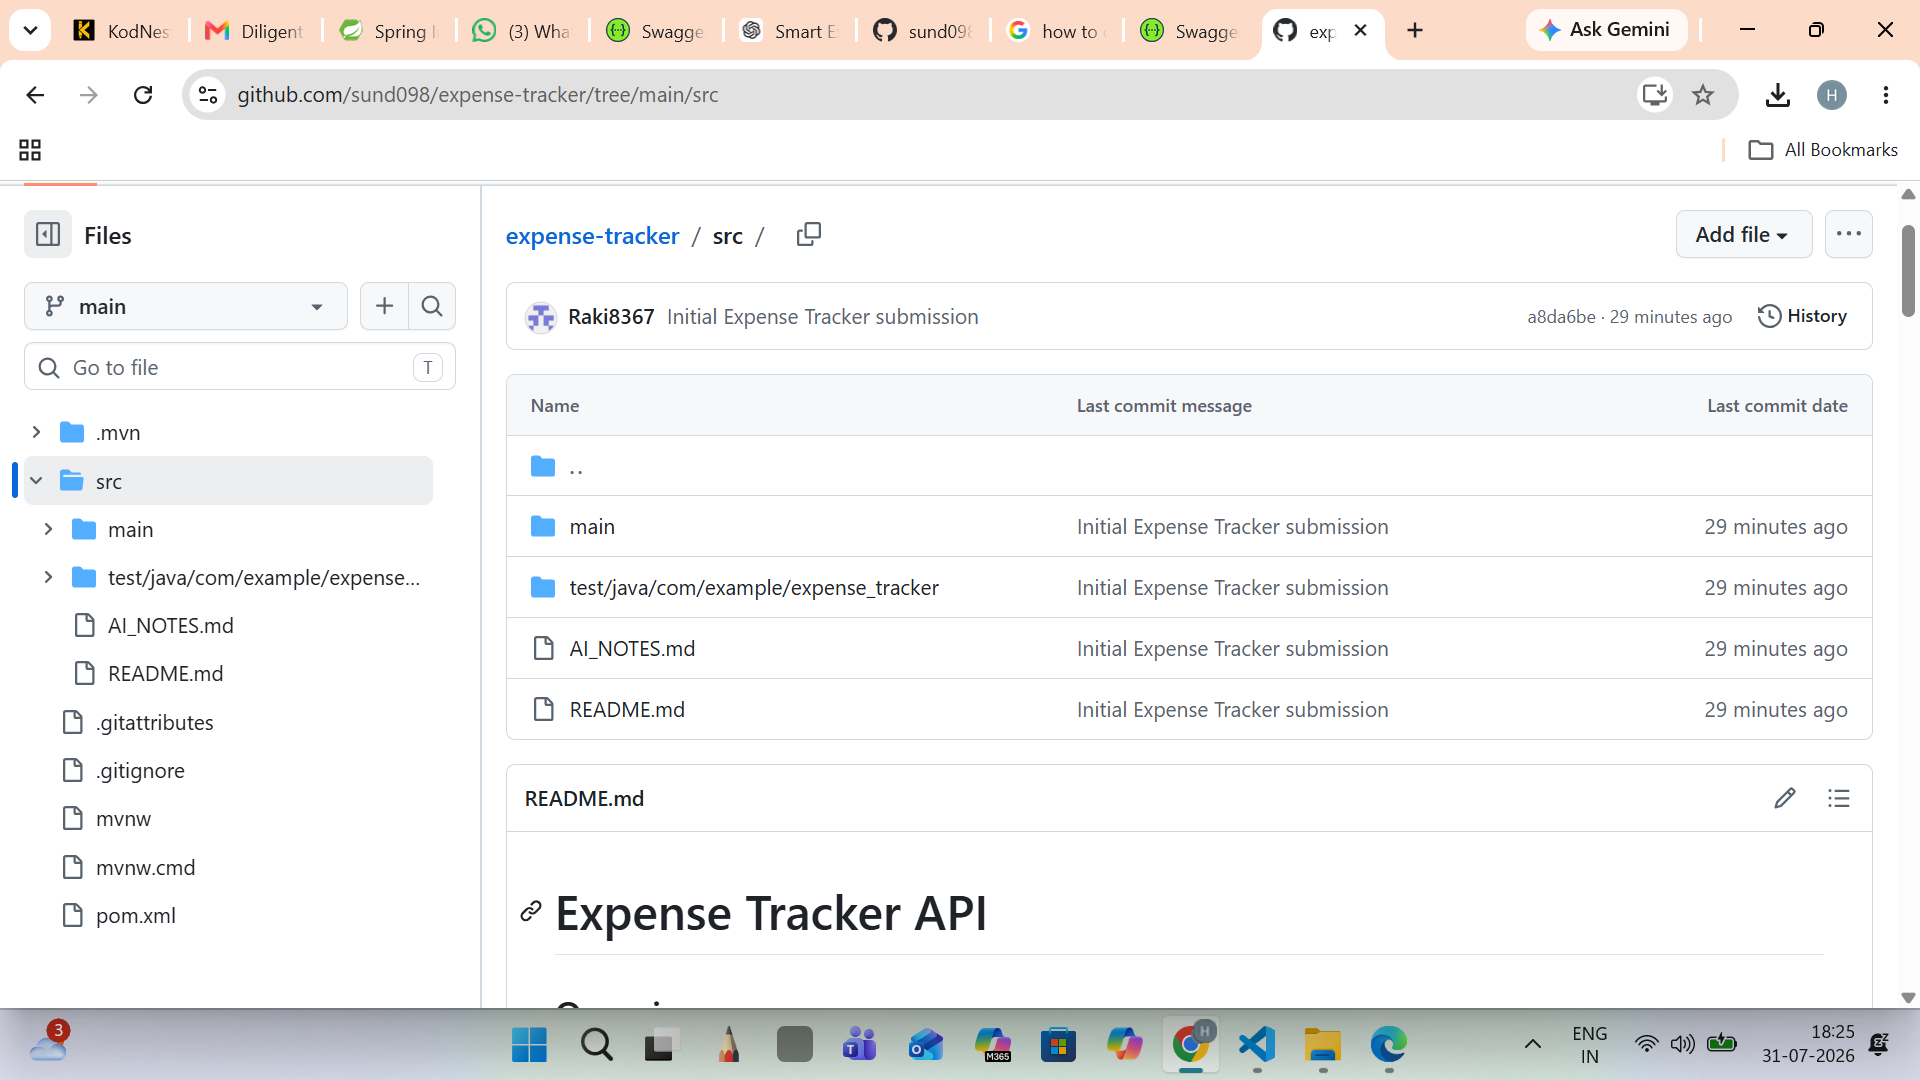 KodNes
Diligent
Spring I
(3) Wha
Swagge
Smart E
sund098
how to
Swagge
exp
Ask Gemini
github.com/sund098/expense-tracker/tree/main/src
H
All Bookmarks
Files
main
Go to file
T
.mvn
src
main
test/java/com/example/expense...
AI_NOTES.md
README.md
.gitattributes
.gitignore
mvnw
mvnw.cmd
pom.xml
expense-tracker / src /
Add file
Raki8367 Initial Expense Tracker submission
a8da6be · 29 minutes ago
History
Name Last commit message Last commit date
..
main Initial Expense Tracker submission 29 minutes ago
test/java/com/example/expense_tracker Initial Expense Tracker submission 29 minutes ago
AI_NOTES.md Initial Expense Tracker submission 29 minutes ago
README.md Initial Expense Tracker submission 29 minutes ago
README.md
Expense Tracker API
3
M365
H
ENG
IN
18:25
31-07-2026